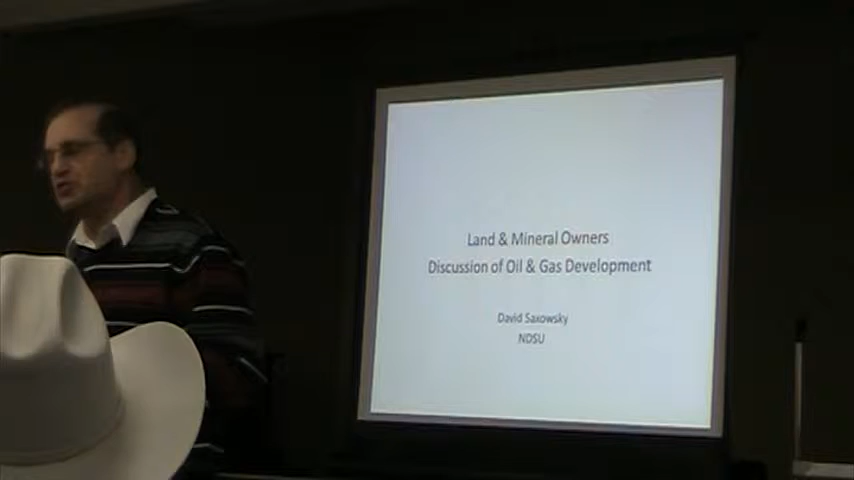 Land & Mineral Owners
Discussion of Oil & Gas Development
David Saxowsky
NDSU